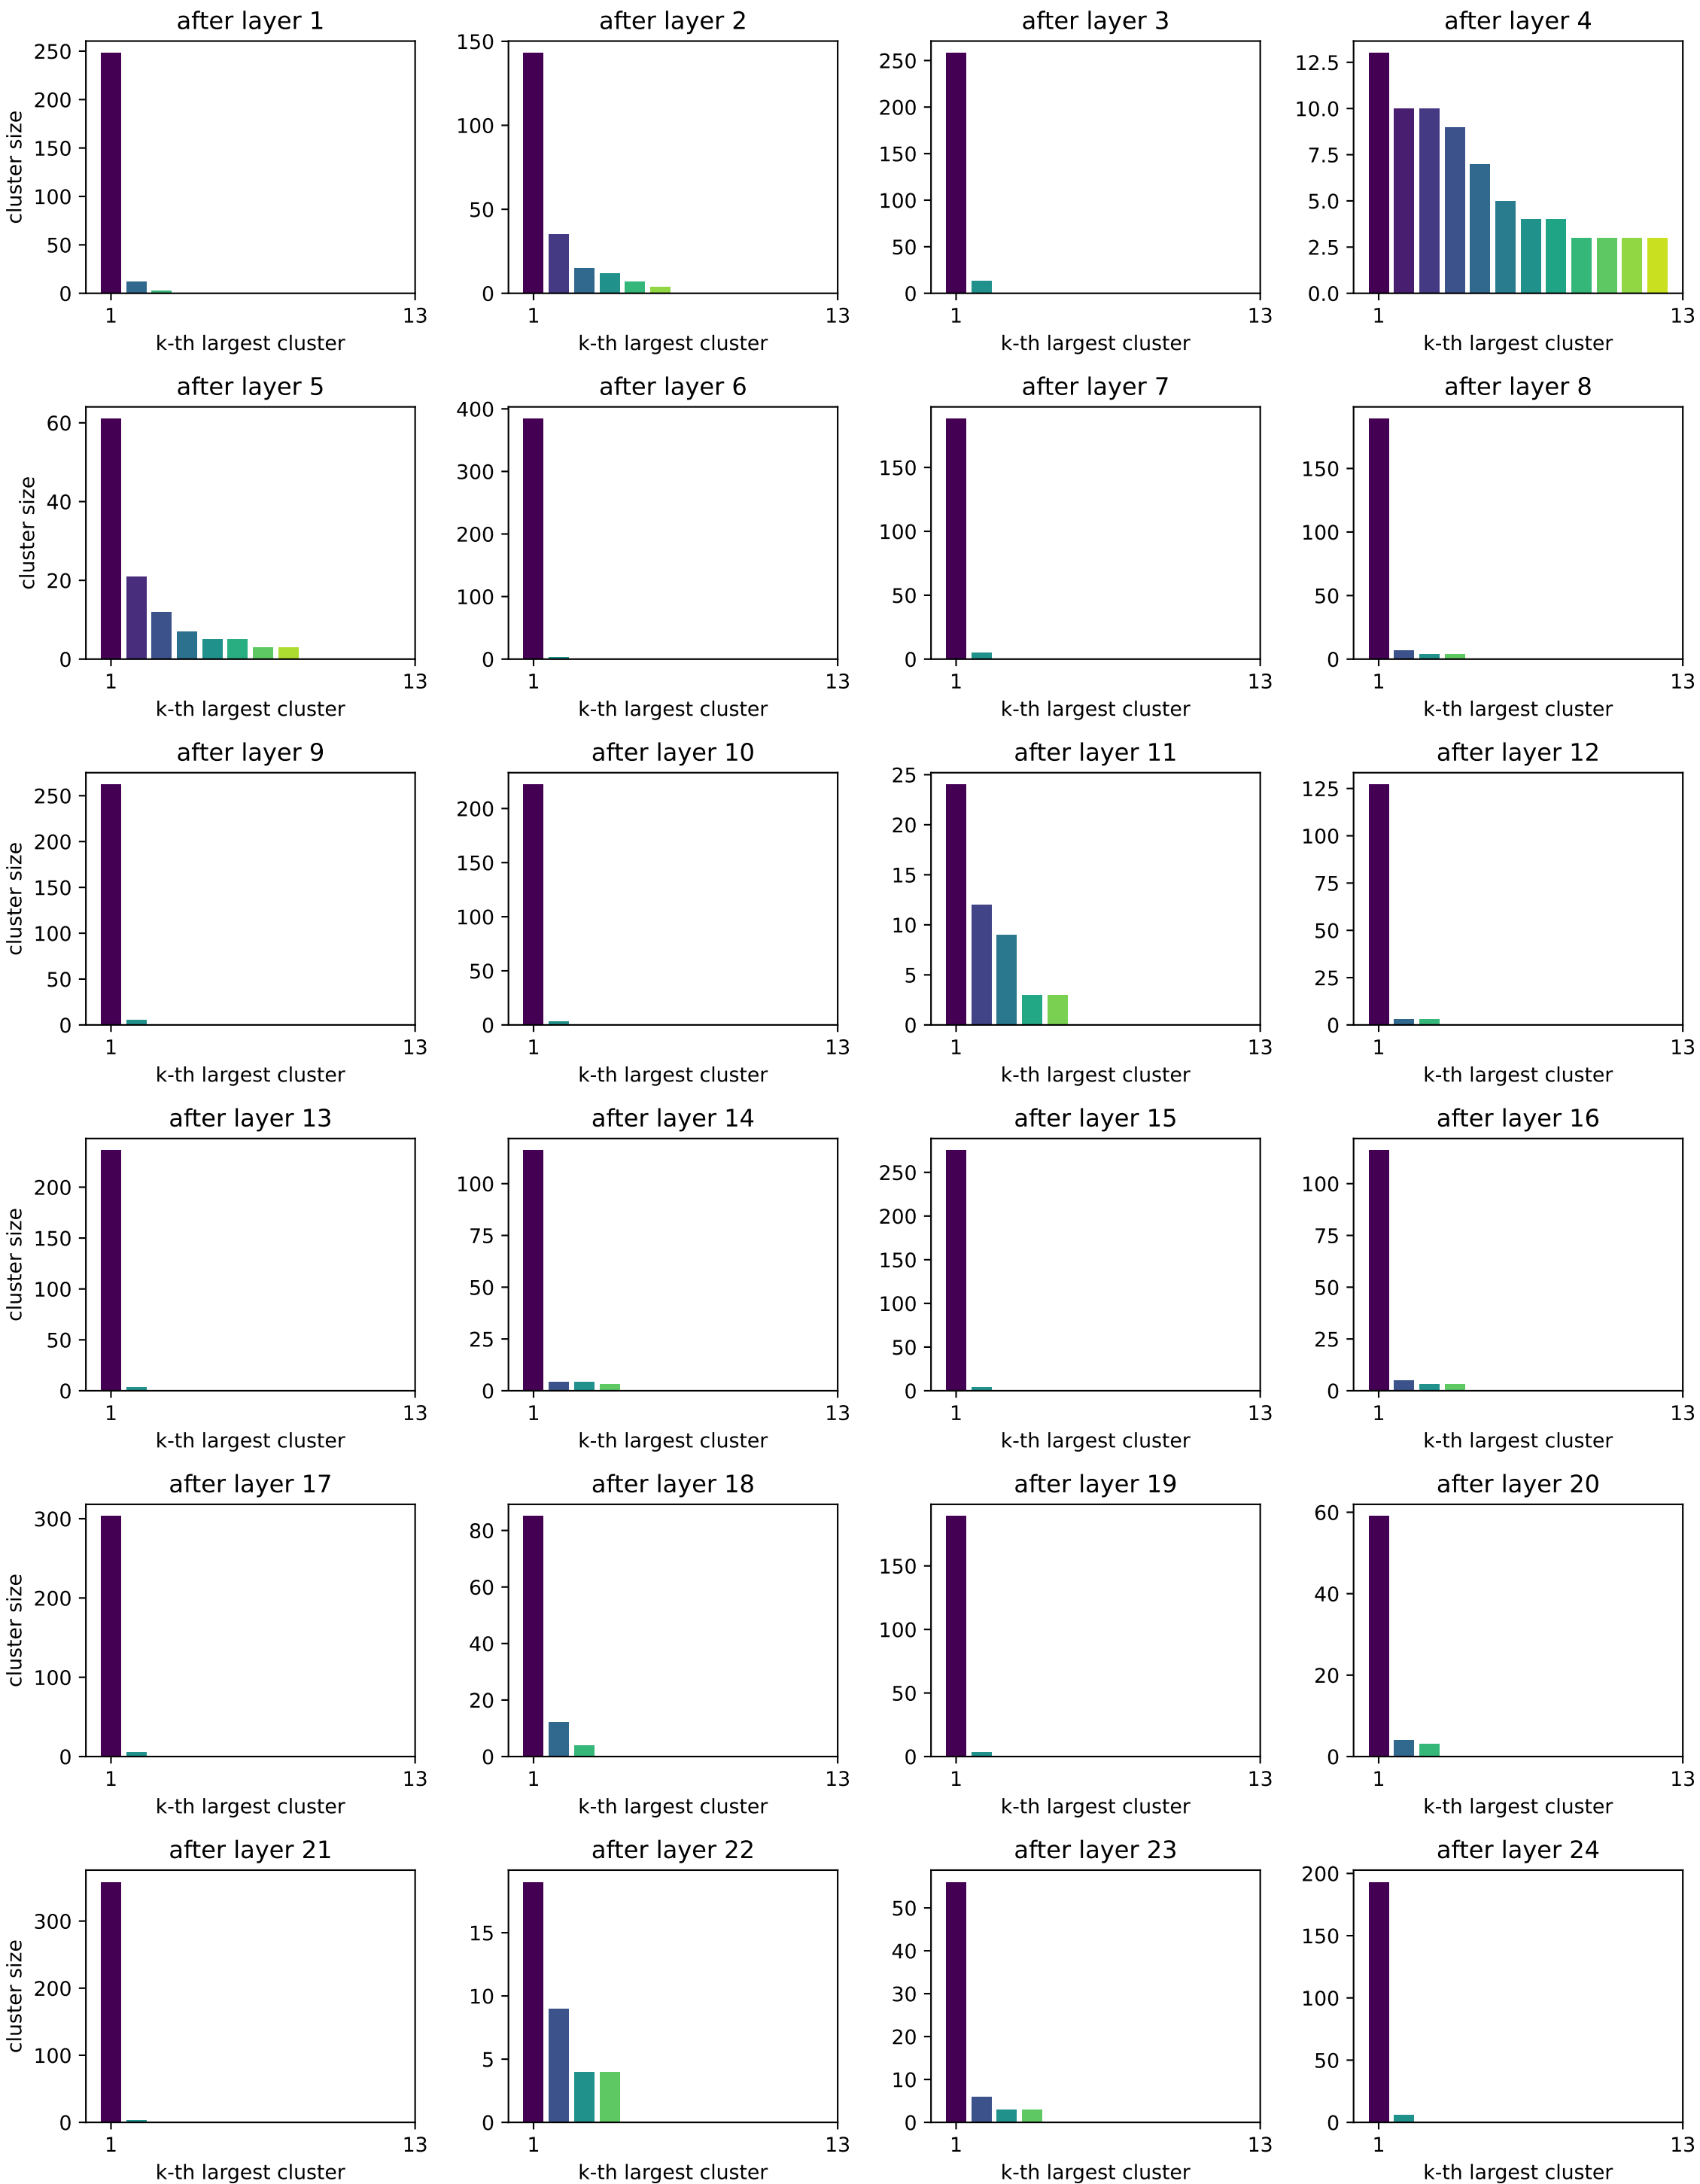 after layer 1
250
200
150
100
50
0
cluster size
1 13
k-th largest cluster
after layer 2
150
100
50
0
1 13
k-th largest cluster
after layer 3
250
200
150
100
50
0
1 13
k-th largest cluster
after layer 4
12.5
10.0
7.5
5.0
2.5
0.0
1 13
k-th largest cluster
after layer 5
60
40
20
0
cluster size
1 13
k-th largest cluster
after layer 6
400
300
200
100
0
1 13
k-th largest cluster
after layer 7
150
100
50
0
1 13
k-th largest cluster
after layer 8
150
100
50
0
1 13
k-th largest cluster
after layer 9
250
200
150
100
50
0
cluster size
1 13
k-th largest cluster
after layer 10
200
150
100
50
0
1 13
k-th largest cluster
after layer 11
25
20
15
10
5
0
1 13
k-th largest cluster
after layer 12
125
100
75
50
25
0
1 13
k-th largest cluster
after layer 13
200
150
100
50
0
cluster size
1 13
k-th largest cluster
after layer 14
100
75
50
25
0
1 13
k-th largest cluster
after layer 15
250
200
150
100
50
0
1 13
k-th largest cluster
after layer 16
100
75
50
25
0
1 13
k-th largest cluster
after layer 17
300
200
100
0
cluster size
1 13
k-th largest cluster
after layer 18
80
60
40
20
0
1 13
k-th largest cluster
after layer 19
150
100
50
0
1 13
k-th largest cluster
after layer 20
60
40
20
0
1 13
k-th largest cluster
after layer 21
300
200
100
0
cluster size
1 13
k-th largest cluster
after layer 22
15
10
5
0
1 13
k-th largest cluster
after layer 23
50
40
30
20
10
0
1 13
k-th largest cluster
after layer 24
200
150
100
50
0
1 13
k-th largest cluster